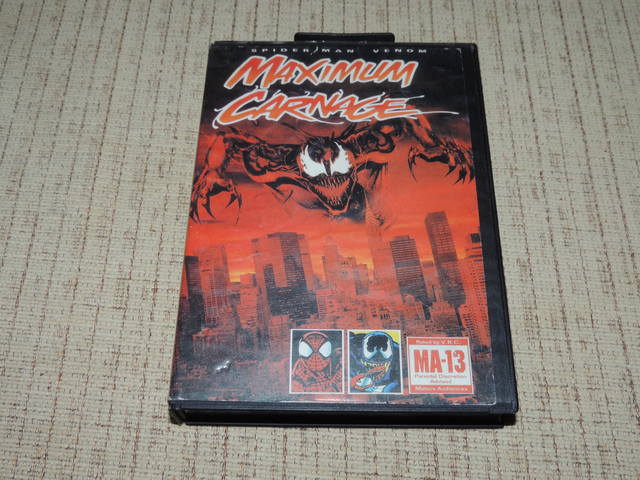 SPIDER-MAN VENOM
MAXIMUM
CARNAGE
Rated by V.R.C.
MA-13
Parental Discretion
Advised
Mature Audiences